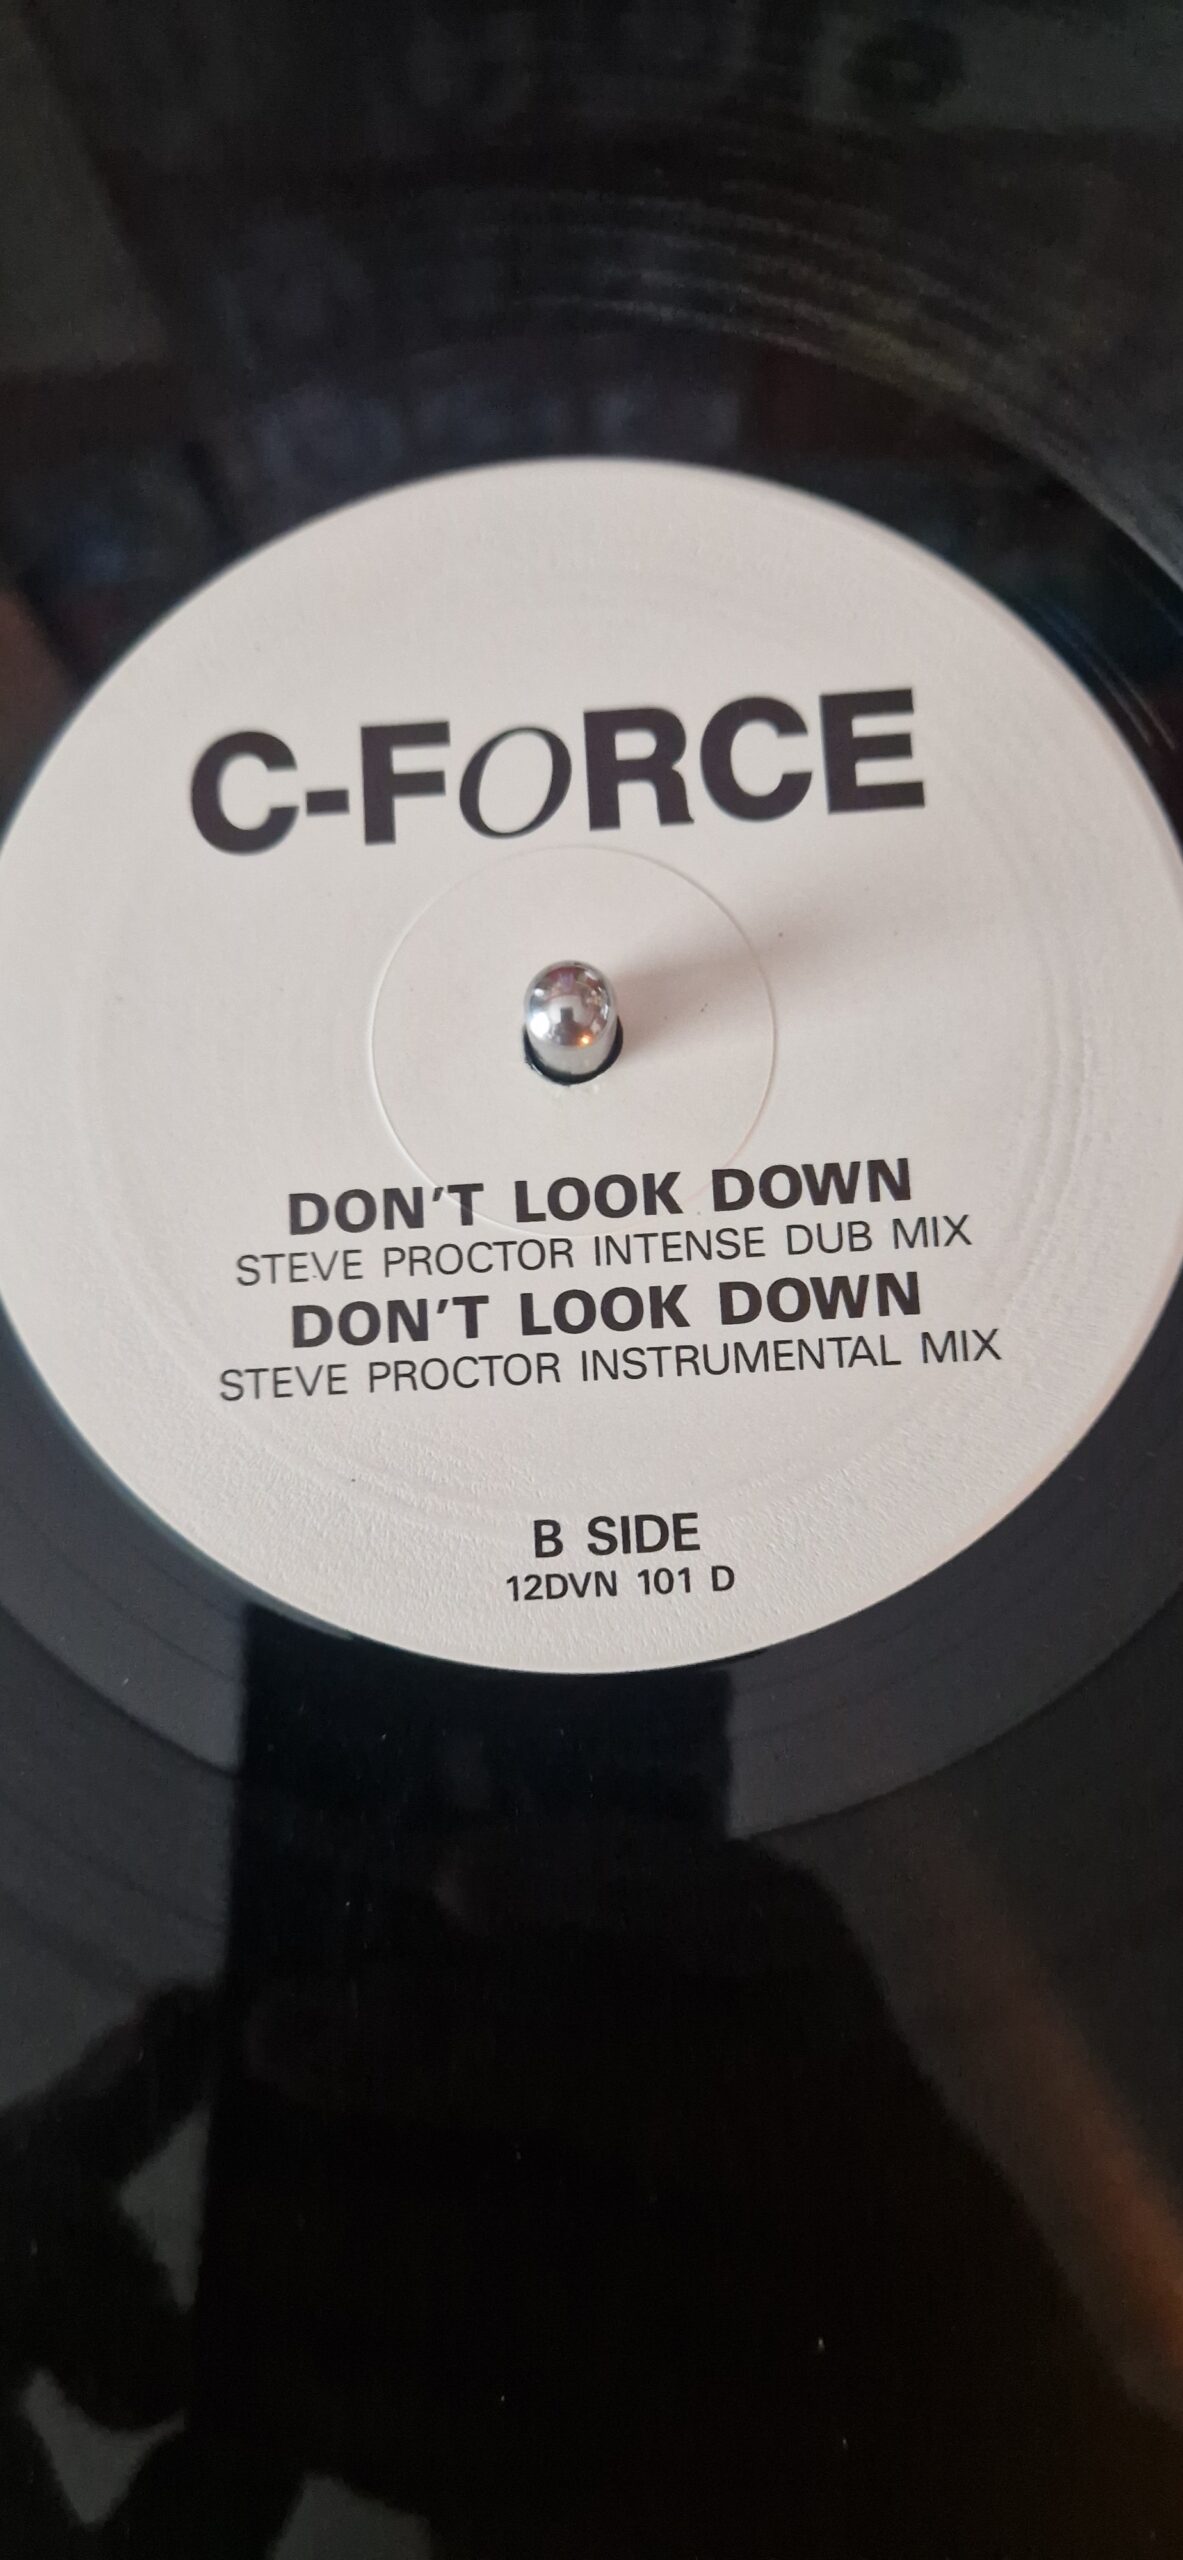 C-FORCE
DON'T LOOK DOWN
STEVE PROCTOR INTENSE DUB MIX
DON'T LOOK DOWN
STEVE PROCTOR INSTRUMENTAL MIX
B SIDE
12DVN 101 D